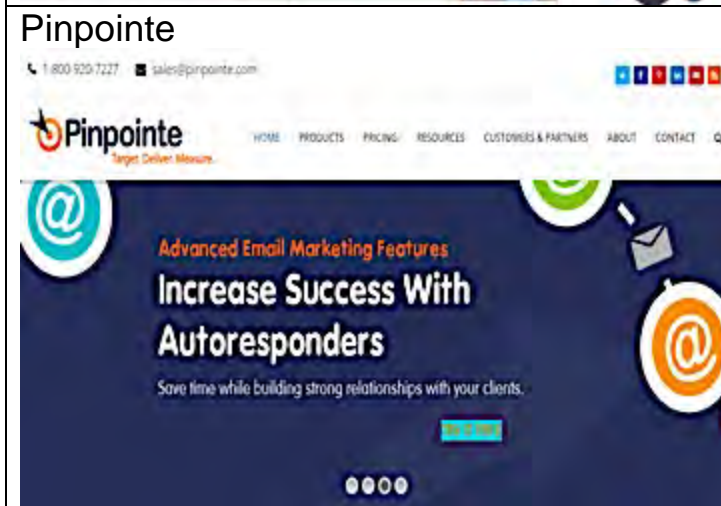 Pinpointe
1-800-920-7227 sales@pinpointe.com
Pinpointe
Target. Deliver. Measure.
HOME PRODUCTS PRICING RESOURCES CUSTOMERS & PARTNERS ABOUT CONTACT
@
@
Advanced Email Marketing Features
Increase Success With
Autoresponders
@
Save time while building strong relationships with your clients.